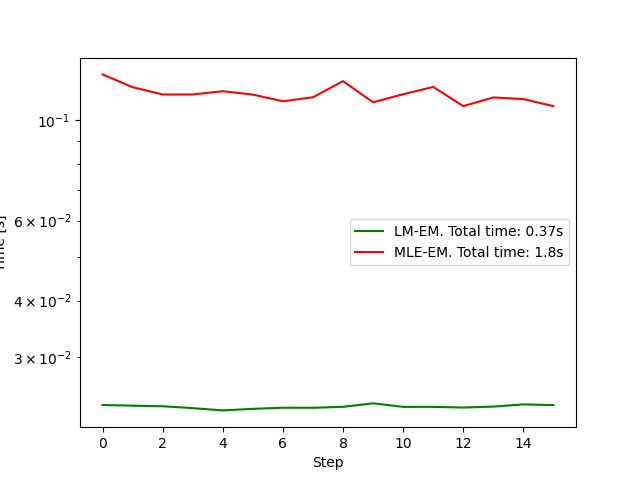 10⁻¹
6 × 10⁻²
4 × 10⁻²
3 × 10⁻²
LM-EM. Total time: 0.37s
MLE-EM. Total time: 1.8s
0 2 4 6 8 10 12 14
Step